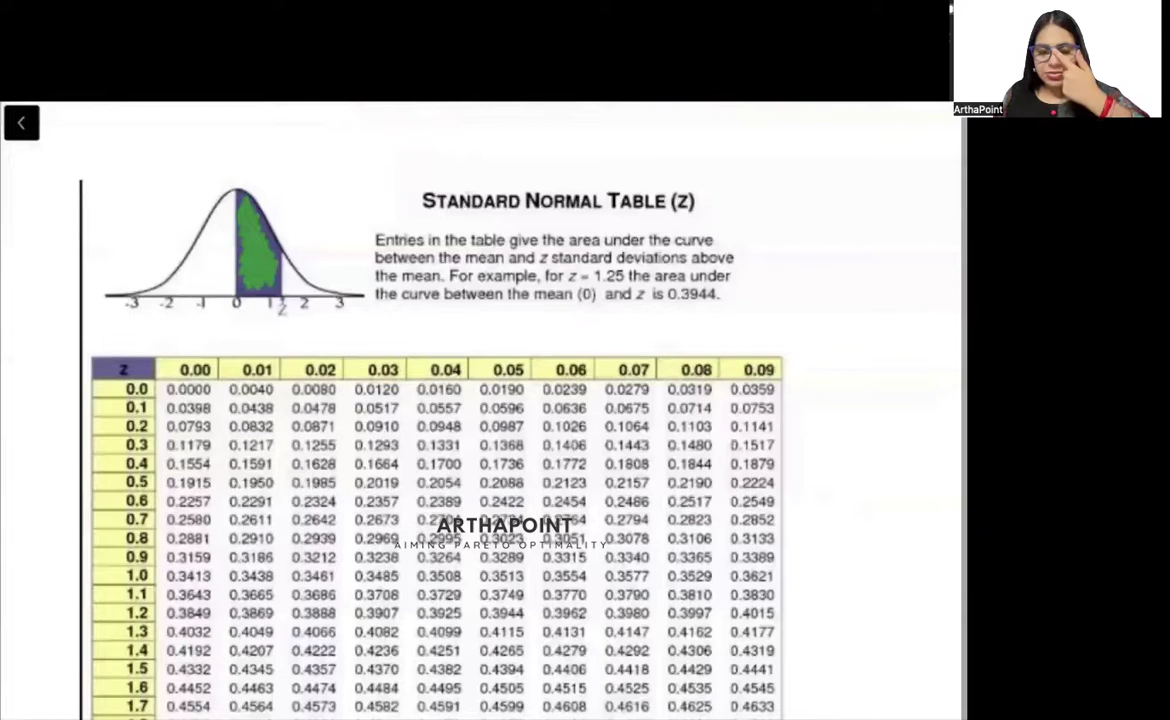 ArthaPoint
STANDARD NORMAL TABLE (Z)
Entries in the table give the area under the curve
between the mean and z standard deviations above
the mean. For example, for z = 1.25 the area under
the curve between the mean (0) and z is 0.3944.
-3 -2 -1 0 1 z 2 3
Z 0.00 0.01 0.02 0.03 0.04 0.05 0.06 0.07 0.08 0.09
0.0 0.0000 0.0040 0.0080 0.0120 0.0160 0.0190 0.0239 0.0279 0.0319 0.0359
0.1 0.0398 0.0438 0.0478 0.0517 0.0557 0.0596 0.0636 0.0675 0.0714 0.0753
0.2 0.0793 0.0832 0.0871 0.0910 0.0948 0.0987 0.1026 0.1064 0.1103 0.1141
0.3 0.1179 0.1217 0.1255 0.1293 0.1331 0.1368 0.1406 0.1443 0.1480 0.1517
0.4 0.1554 0.1591 0.1628 0.1664 0.1700 0.1736 0.1772 0.1808 0.1844 0.1879
0.5 0.1915 0.1950 0.1985 0.2019 0.2054 0.2088 0.2123 0.2157 0.2190 0.2224
0.6 0.2257 0.2291 0.2324 0.2357 0.2389 0.2422 0.2454 0.2486 0.2517 0.2549
0.7 0.2580 0.2611 0.2642 0.2673 0.2794 0.2823 0.2852
ARTHAPOINT
0.8 0.2881 0.2910 0.2939 0.2969 0.2995 0.3023 0.3051 0.3078 0.3106 0.3133
AIMING PARETO OPTIMALITY
0.9 0.3159 0.3186 0.3212 0.3238 0.3264 0.3289 0.3315 0.3340 0.3365 0.3389
1.0 0.3413 0.3438 0.3461 0.3485 0.3508 0.3513 0.3554 0.3577 0.3529 0.3621
1.1 0.3643 0.3665 0.3686 0.3708 0.3729 0.3749 0.3770 0.3790 0.3810 0.3830
1.2 0.3849 0.3869 0.3888 0.3907 0.3925 0.3944 0.3962 0.3980 0.3997 0.4015
1.3 0.4032 0.4049 0.4066 0.4082 0.4099 0.4115 0.4131 0.4147 0.4162 0.4177
1.4 0.4192 0.4207 0.4222 0.4236 0.4251 0.4265 0.4279 0.4292 0.4306 0.4319
1.5 0.4332 0.4345 0.4357 0.4370 0.4382 0.4394 0.4406 0.4418 0.4429 0.4441
1.6 0.4452 0.4463 0.4474 0.4484 0.4495 0.4505 0.4515 0.4525 0.4535 0.4545
1.7 0.4554 0.4564 0.4573 0.4582 0.4591 0.4599 0.4608 0.4616 0.4625 0.4633